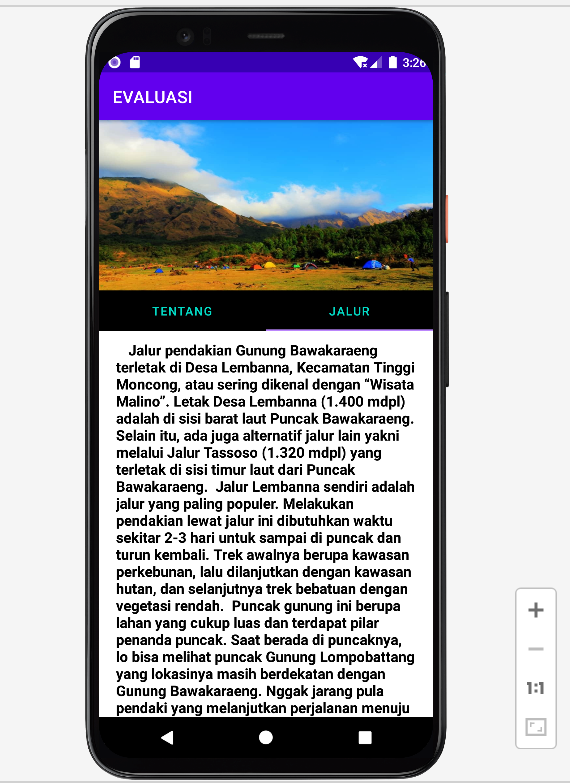 3:26
EVALUASI
TENTANG
JALUR
Jalur pendakian Gunung Bawakaraeng
terletak di Desa Lembanna, Kecamatan Tinggi
Moncong, atau sering dikenal dengan “Wisata
Malino”. Letak Desa Lembanna (1.400 mdpl)
adalah di sisi barat laut Puncak Bawakaraeng.
Selain itu, ada juga alternatif jalur lain yakni
melalui Jalur Tassoso (1.320 mdpl) yang
terletak di sisi timur laut dari Puncak
Bawakaraeng.  Jalur Lembanna sendiri adalah
jalur yang paling populer. Melakukan
pendakian lewat jalur ini dibutuhkan waktu
sekitar 2-3 hari untuk sampai di puncak dan
turun kembali. Trek awalnya berupa kawasan
perkebunan, lalu dilanjutkan dengan kawasan
hutan, dan selanjutnya trek bebatuan dengan
vegetasi rendah.  Puncak gunung ini berupa
lahan yang cukup luas dan terdapat pilar
penanda puncak. Saat berada di puncaknya,
lo bisa melihat puncak Gunung Lompobattang
yang lokasinya masih berdekatan dengan
Gunung Bawakaraeng. Nggak jarang pula
pendaki yang melanjutkan perjalanan menuju
1:1